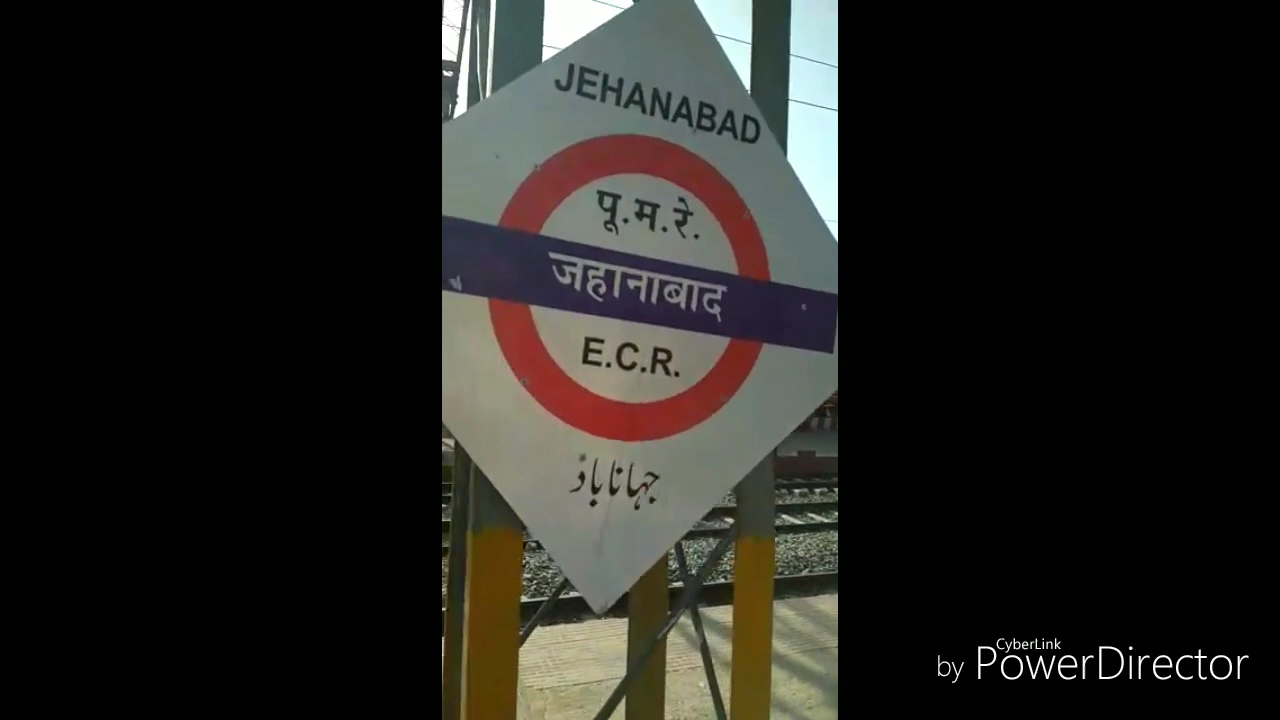 JEHANABAD
पू.म.रे.
जहानाबाद
E.C.R.
جہاناباد
CyberLink
by PowerDirector